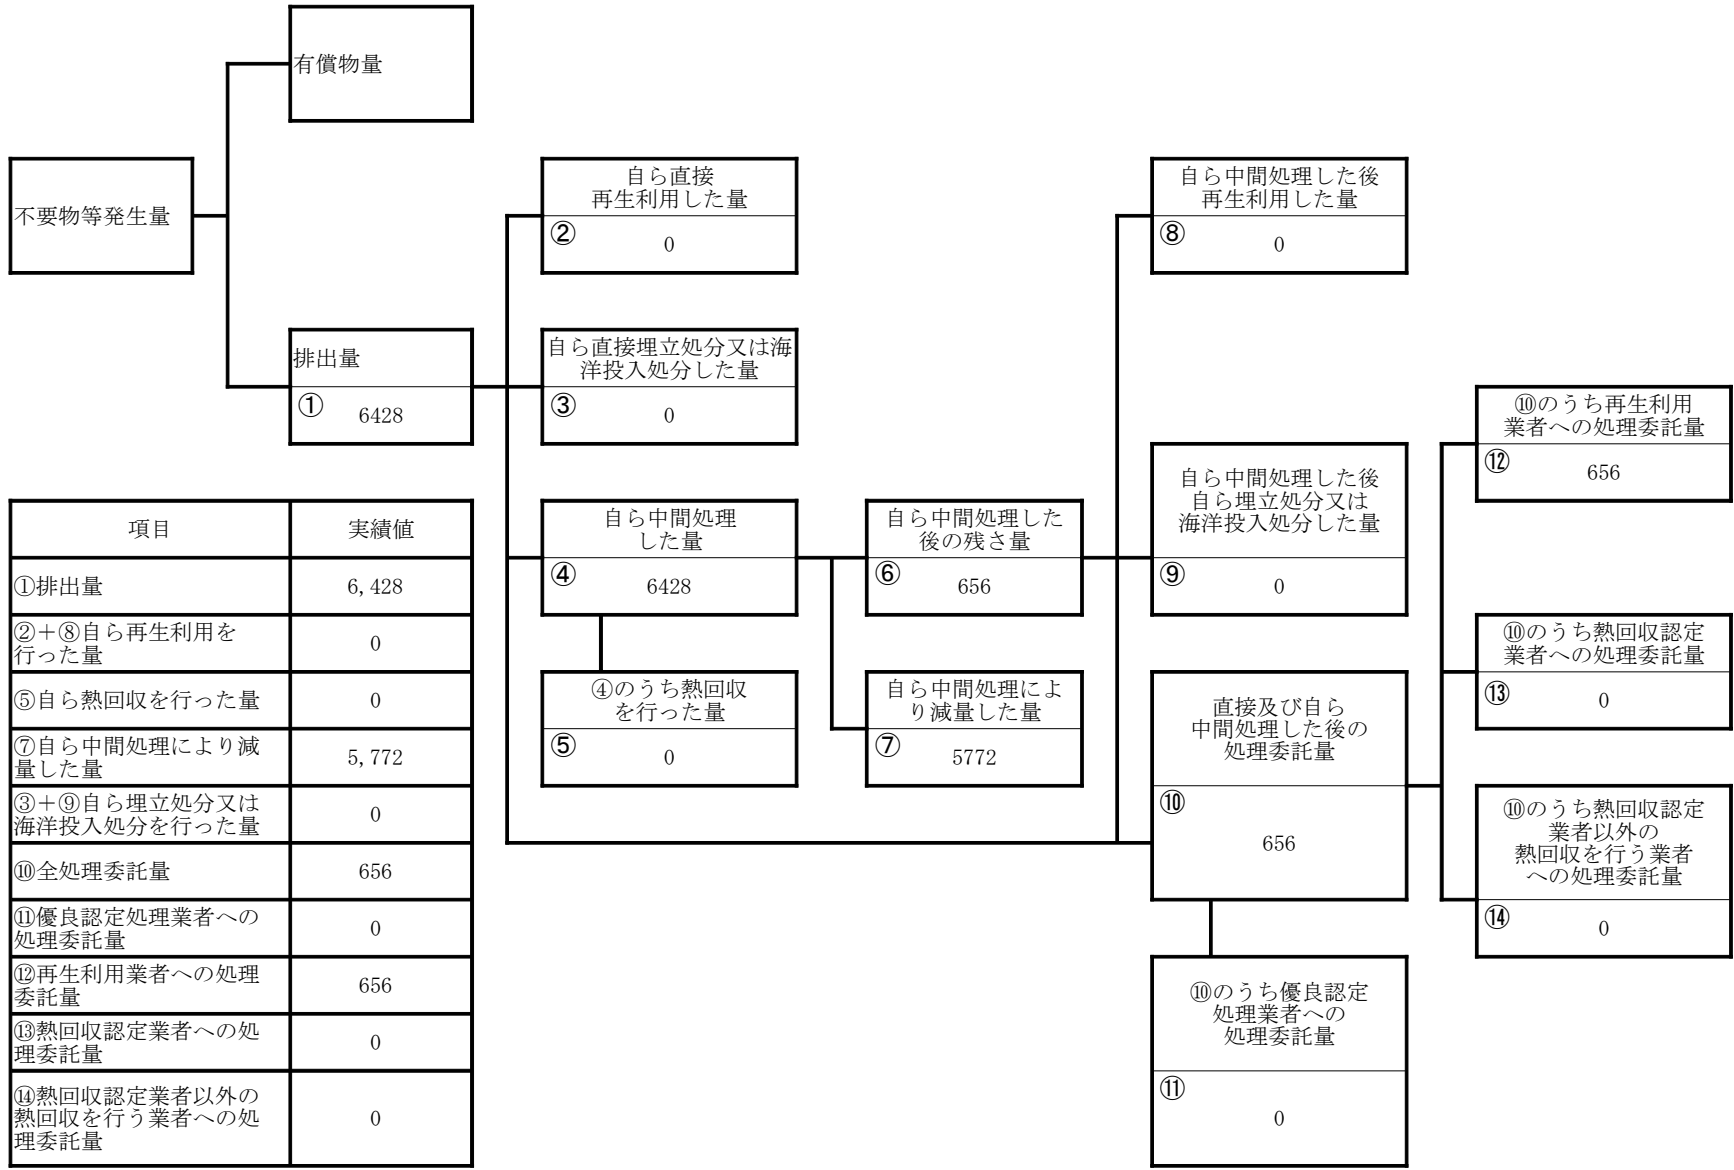 有償物量
不要物等発生量
自ら直接
再生利用した量
②
0
自ら中間処理した後
再生利用した量
⑧
0
排出量
①
6428
自ら直接埋立処分又は海
洋投入処分した量
③
0
⑩のうち再生利用
業者への処理委託量
⑫
656
自ら中間処理
した量
④
6428
自ら中間処理した
後の残さ量
⑥
656
自ら中間処理した後
自ら埋立処分又は
海洋投入処分した量
⑨
0
⑩のうち熱回収認定
業者への処理委託量
⑬
0
④のうち熱回収
を行った量
⑤
0
自ら中間処理によ
り減量した量
⑦
5772
直接及び自ら
中間処理した後の
処理委託量
⑩
656
⑩のうち熱回収認定
業者以外の
熱回収を行う業者
への処理委託量
⑭
0
⑩のうち優良認定
処理業者への
処理委託量
⑪
0
項目 実績値
①排出量 6,428
②+⑧自ら再生利用を
行った量 0
⑤自ら熱回収を行った量 0
⑦自ら中間処理により減
量した量 5,772
③+⑨自ら埋立処分又は
海洋投入処分を行った量 0
⑩全処理委託量 656
⑪優良認定処理業者への
処理委託量 0
⑫再生利用業者への処理
委託量 656
⑬熱回収認定業者への処
理委託量 0
⑭熱回収認定業者以外の
熱回収を行う業者への処
理委託量 0